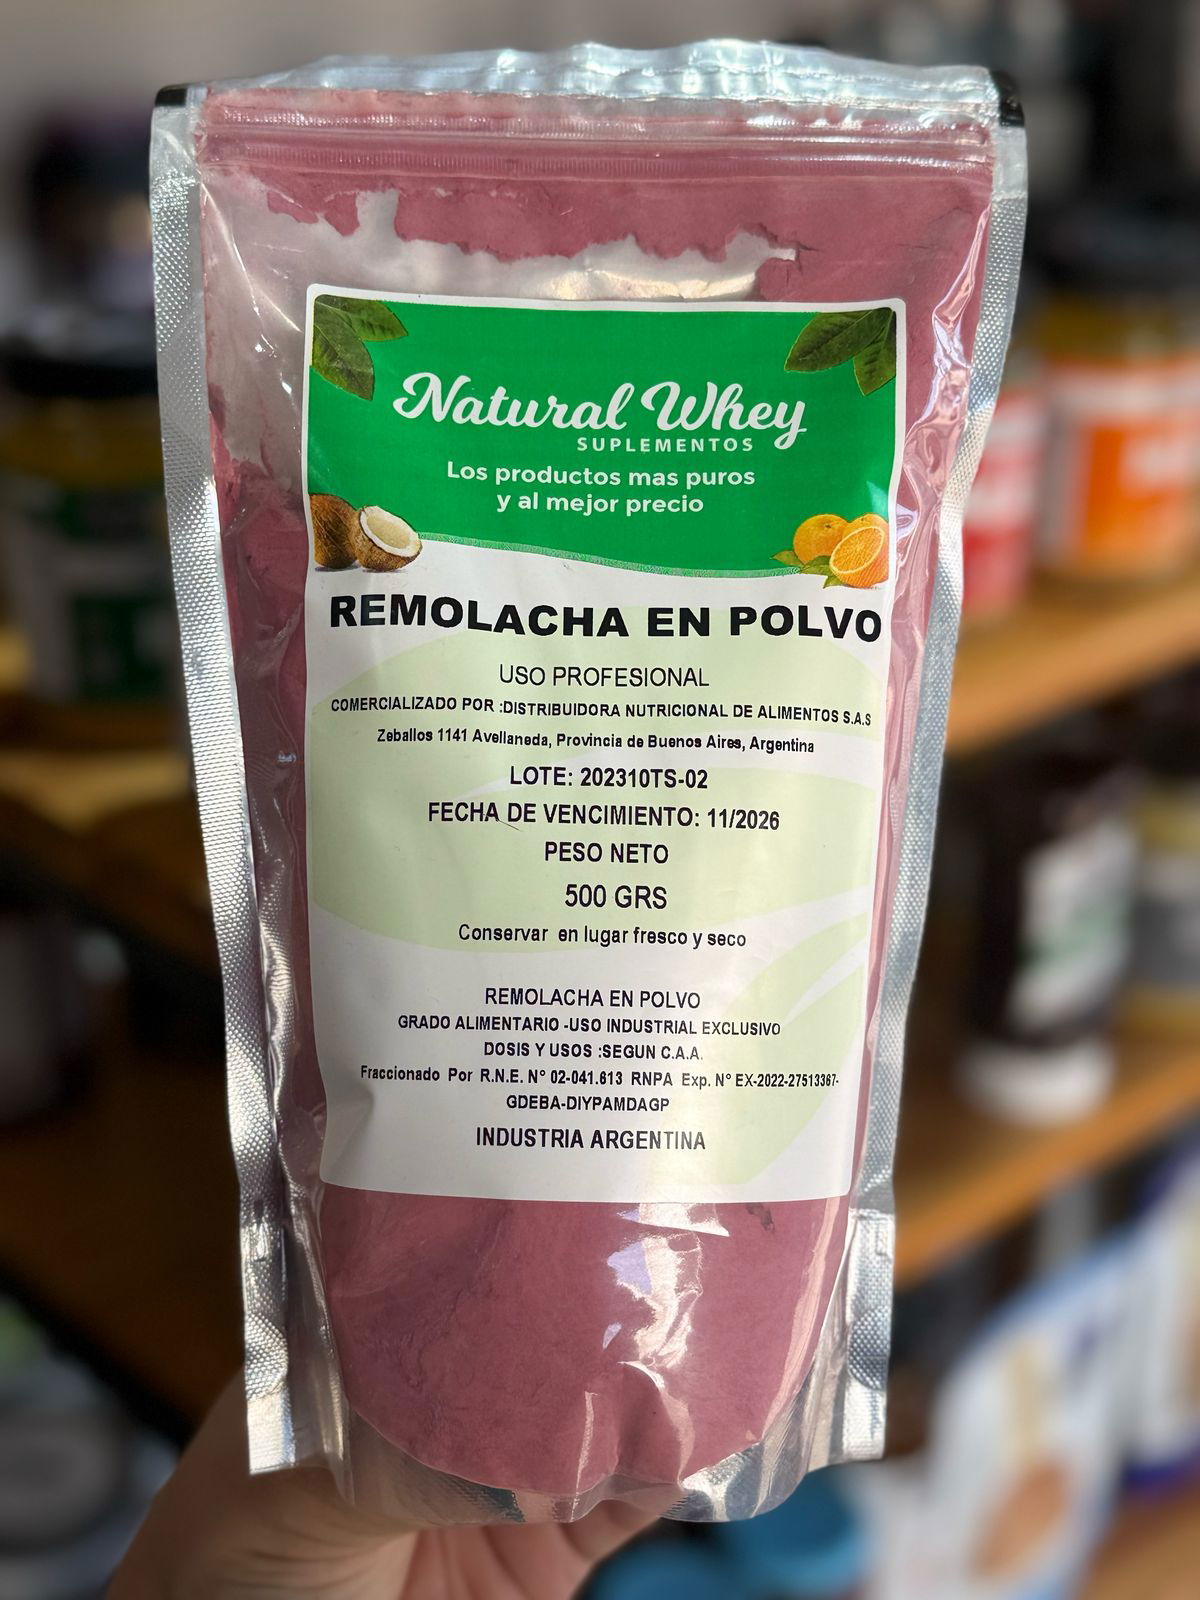 Natural Whey
SUPLEMENTOS
Los productos mas puros
y al mejor precio
REMOLACHA EN POLVO
USO PROFESIONAL
COMERCIALIZADO POR :DISTRIBUIDORA NUTRICIONAL DE ALIMENTOS S.A.S
Zeballos 1141 Avellaneda, Provincia de Buenos Aires, Argentina
LOTE: 202310TS-02
FECHA DE VENCIMIENTO: 11/2026
PESO NETO
500 GRS
Conservar en lugar fresco y seco
REMOLACHA EN POLVO
GRADO ALIMENTARIO -USO INDUSTRIAL EXCLUSIVO
DOSIS Y USOS :SEGUN C.A.A.
Fraccionado Por R.N.E. N° 02-041.613 RNPA Exp. N° EX-2022-27513367-
GDEBA-DIYPAMDAGP
INDUSTRIA ARGENTINA